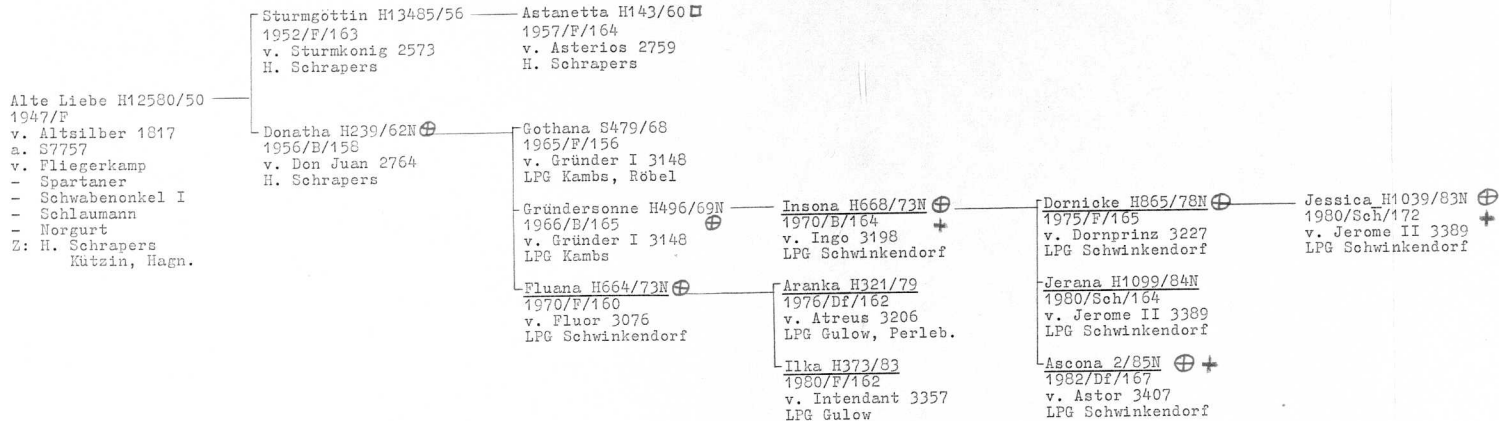 Alte Liebe H12580/50
1947/F
v. Altsilber 1817
a. S7757
v. Fliegerkamp
- Spartaner
- Schwabenonkel I
- Schlaumann
- Norgurt
Z: H. Schrapers
Kützin, Hagn.
Sturmgöttin H13485/56
1952/F/163
v. Sturmkonig 2573
H. Schrapers
Donatha H239/62N
1956/B/158
v. Don Juan 2764
H. Schrapers
Astanetta H143/60
1957/F/164
v. Asterios 2759
H. Schrapers
Gothana S479/68
1965/F/156
v. Gründer I 3148
LPG Kambs, Röbel
Gründersonne H496/69N
1966/B/165
v. Gründer I 3148
LPG Kambs
Fluana H664/73N
1970/F/160
v. Fluor 3076
LPG Schwinkendorf
Insona H668/73N
1970/B/164
v. Ingo 3198
LPG Schwinkendorf
Aranka H321/79
1976/Df/162
v. Atreus 3206
LPG Gulow, Perleb.
Ilka H373/83
1980/F/162
v. Intendant 3357
LPG Gulow
Dornicke H865/78N
1975/F/165
v. Dornprinz 3227
LPG Schwinkendorf
Jerana H1099/84N
1980/Sch/164
v. Jerome II 3389
LPG Schwinkendorf
Ascona 2/85N
1982/Df/167
v. Astor 3407
LPG Schwinkendorf
Jessica H1039/83N
1980/Sch/172
v. Jerome II 3389
LPG Schwinkendorf